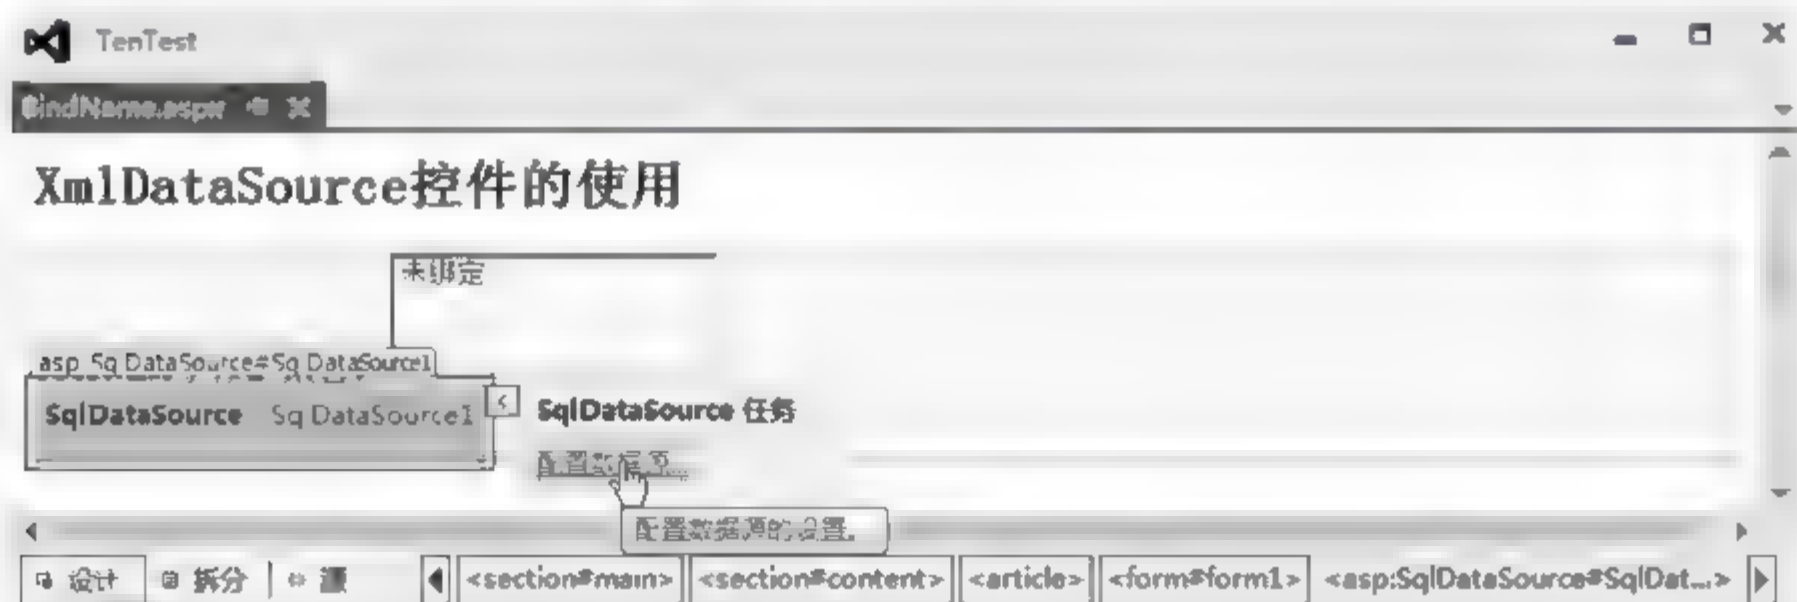 TenTest
BindName.aspx
XmlDataSource控件的使用
未绑定
asp SqlDataSource#SqlDataSource1
SqlDataSource SqlDataSource1
SqlDataSource 任务
配置数据源...
配置数据源的设置。
设计 拆分 源 <section#main> <section#content> <article> <form#form1> <asp:SqlDataSource#SqlDat...>